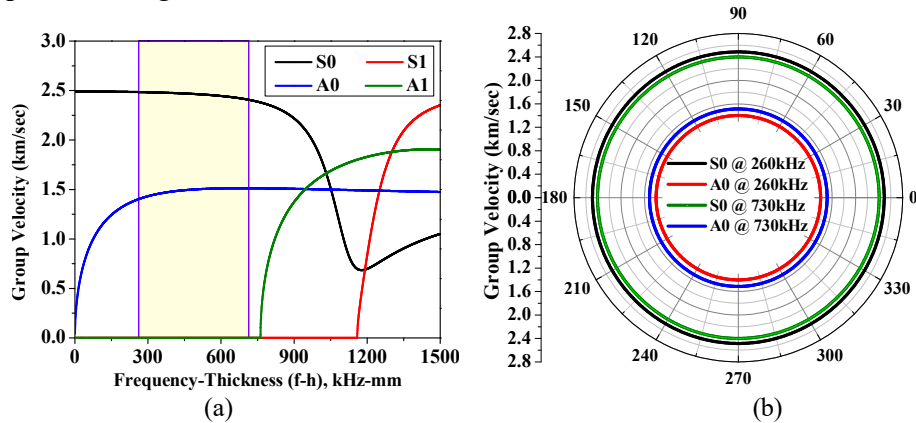 3.0
2.5
2.0
1.5
1.0
0.5
0.0
Group Velocity (km/sec)
S0 S1
A0 A1
0 300 600 900 1200 1500
Frequency-Thickness (f-h), kHz-mm
(a)
2.8
2.4
2.0
1.6
1.2
0.8
0.4
0.0
0.4
0.8
1.2
1.6
2.0
2.4
2.8
Group Velocity (km/sec)
90
120 60
150 30
180 0
210 330
240 300
270
S0 @ 260kHz
A0 @ 260kHz
S0 @ 730kHz
A0 @ 730kHz
(b)